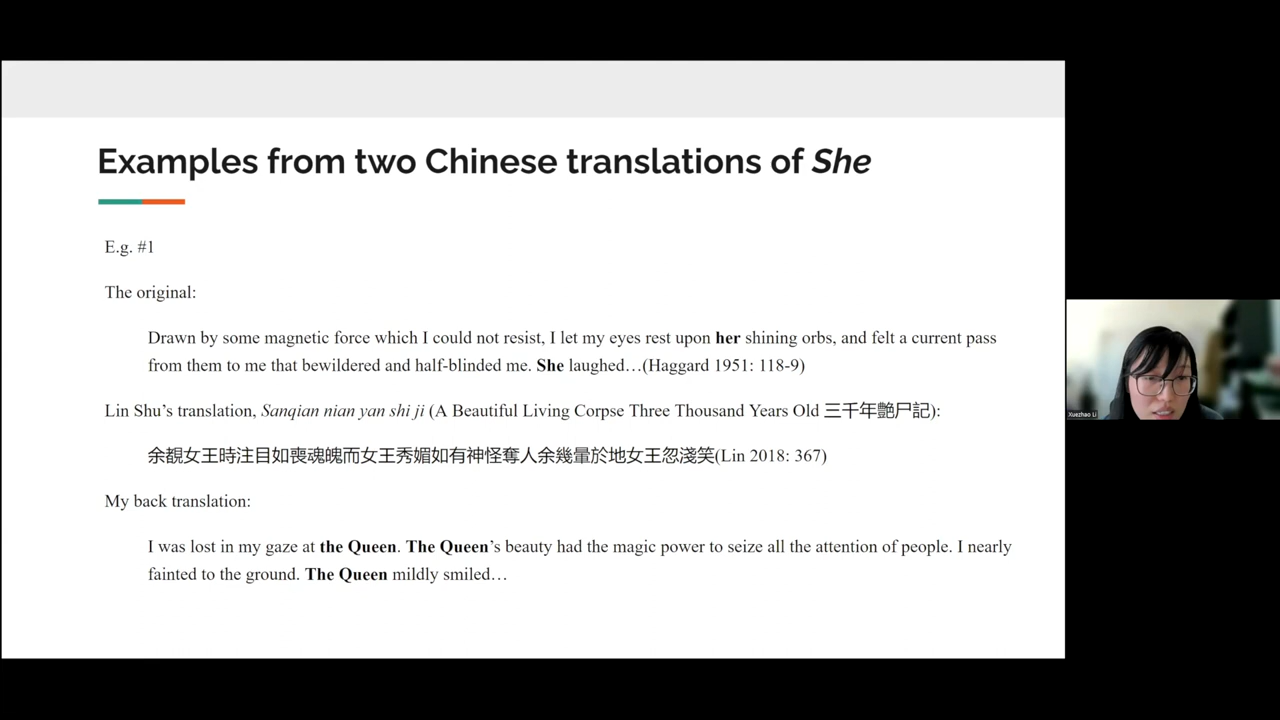 Examples from two Chinese translations of She
E.g. #1
The original:
Drawn by some magnetic force which I could not resist, I let my eyes rest upon her shining orbs, and felt a current pass
from them to me that bewildered and half-blinded me. She laughed…(Haggard 1951: 118-9)
Lin Shu’s translation, Sanqian nian yan shi ji (A Beautiful Living Corpse Three Thousand Years Old 三千年艶尸記):
余覩女王時注目如喪魂魄而女王秀媚如有神怪奪人余幾暈於地女王忽淺笑(Lin 2018: 367)
My back translation:
I was lost in my gaze at the Queen. The Queen’s beauty had the magic power to seize all the attention of people. I nearly
fainted to the ground. The Queen mildly smiled…
Xuezhao Li